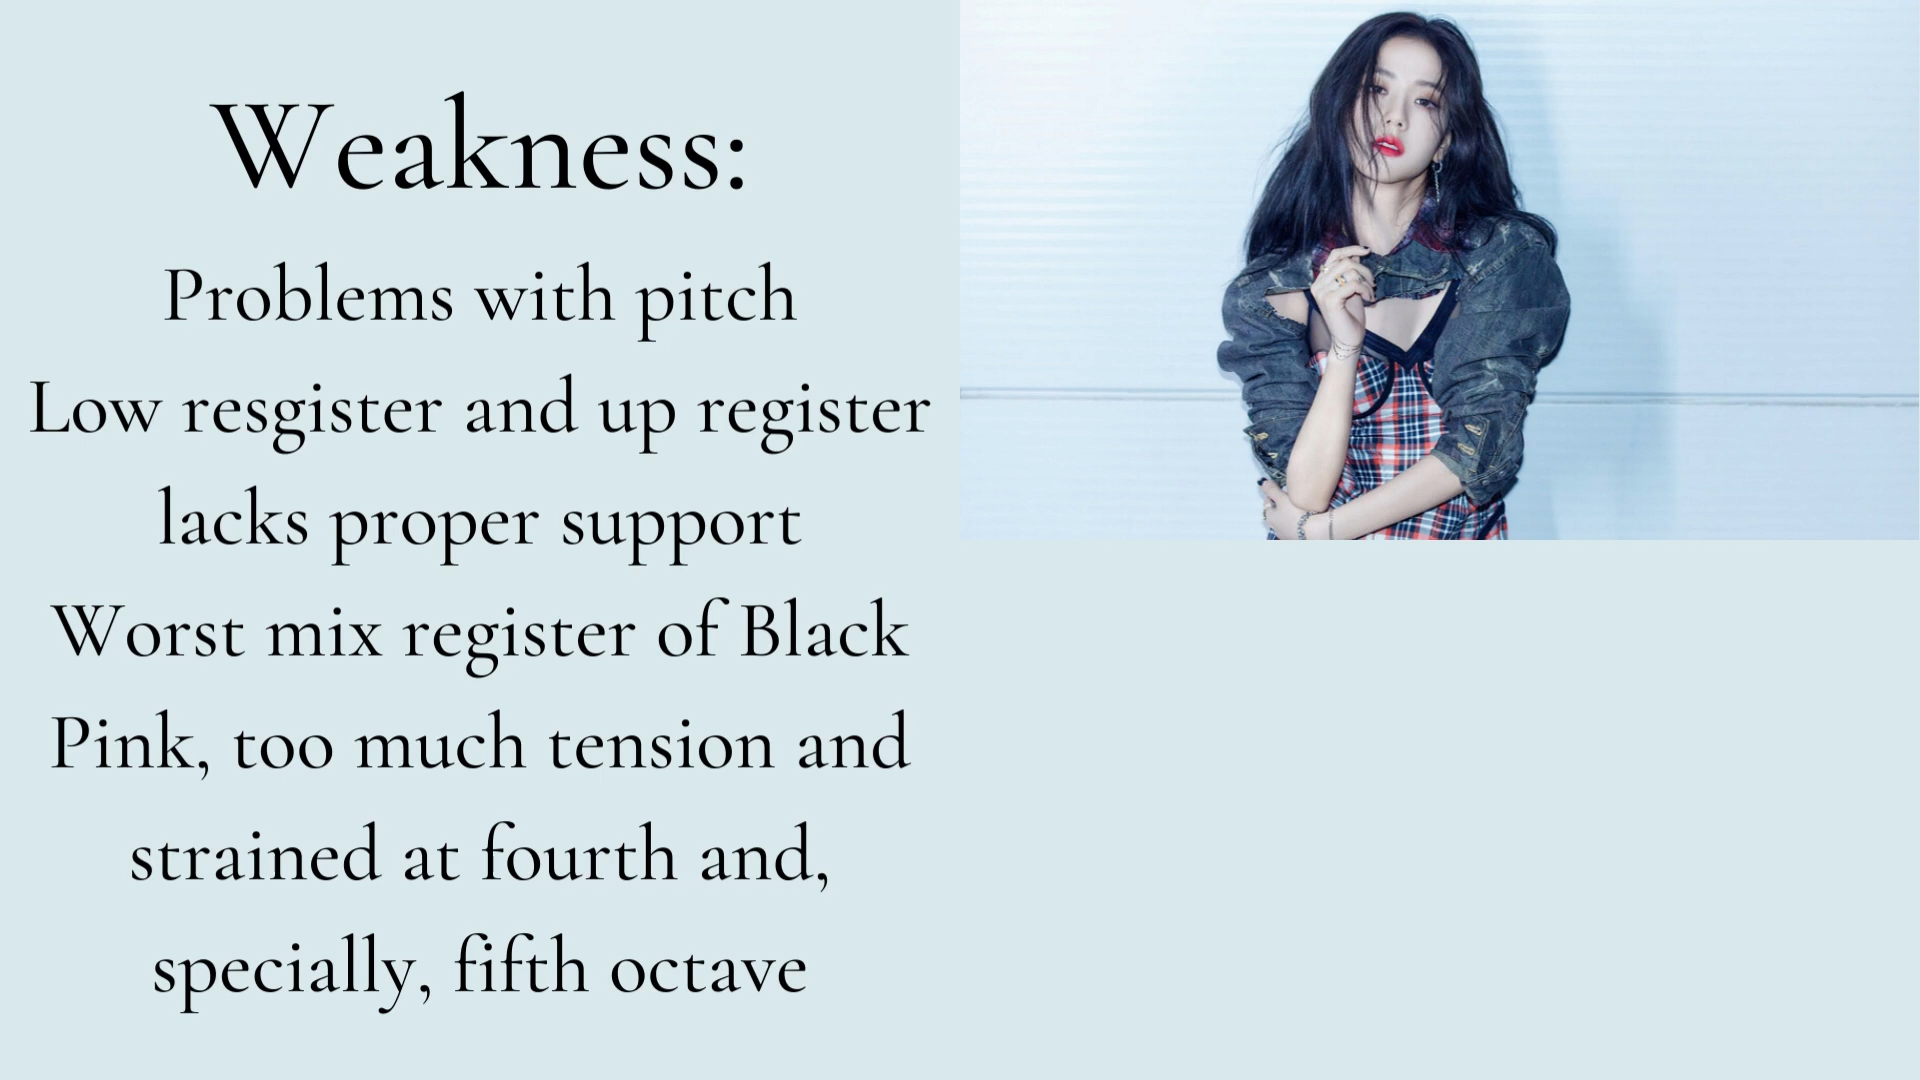 Weakness:
Problems with pitch
Low resgister and up register
lacks proper support
Worst mix register of Black
Pink, too much tension and
strained at fourth and,
specially, fifth octave